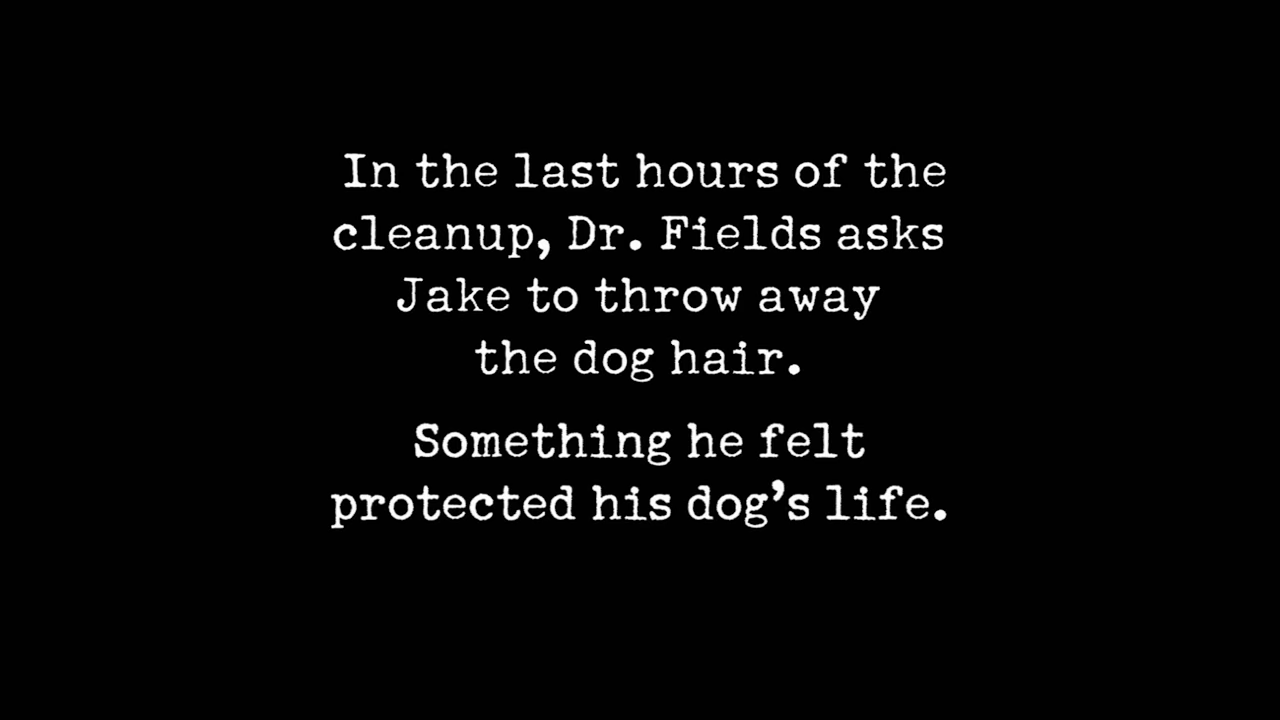 In the last hours of the
cleanup, Dr. Fields asks
Jake to throw away
the dog hair.
Something he felt
protected his dog's life.